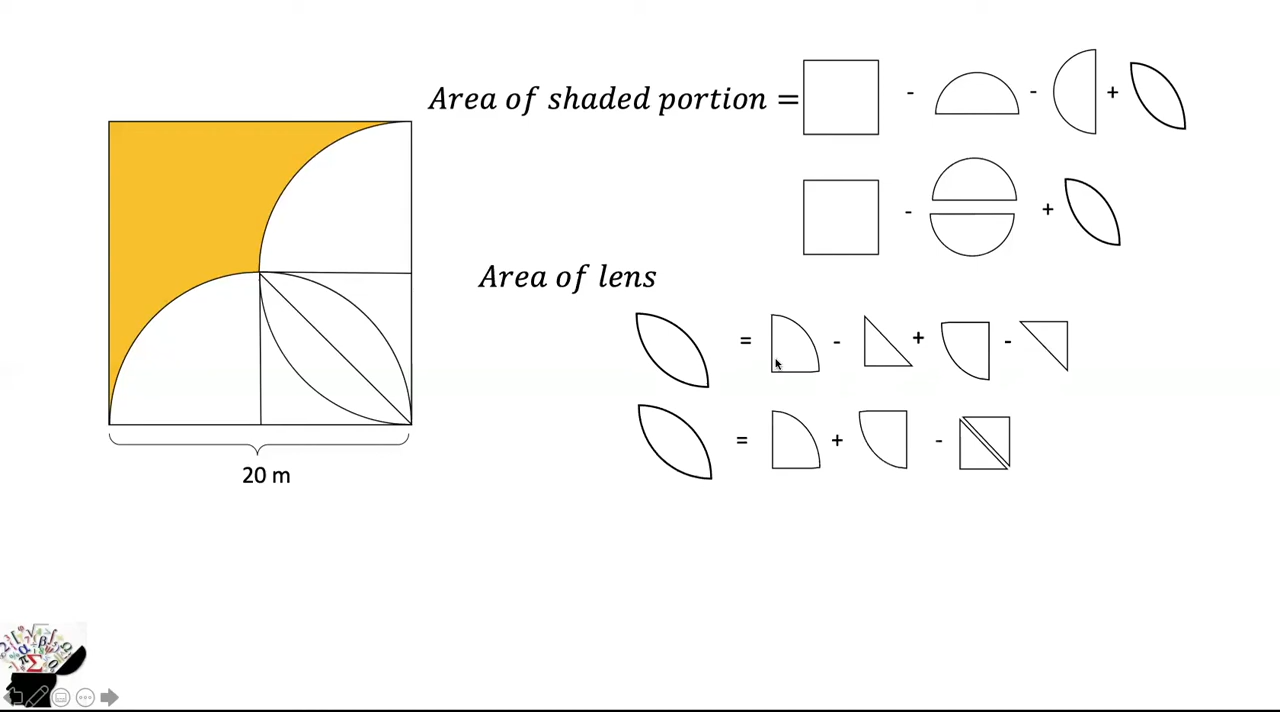 Area of shaded portion = - - +
- +
Area of lens
= - + -
= + -
20 m